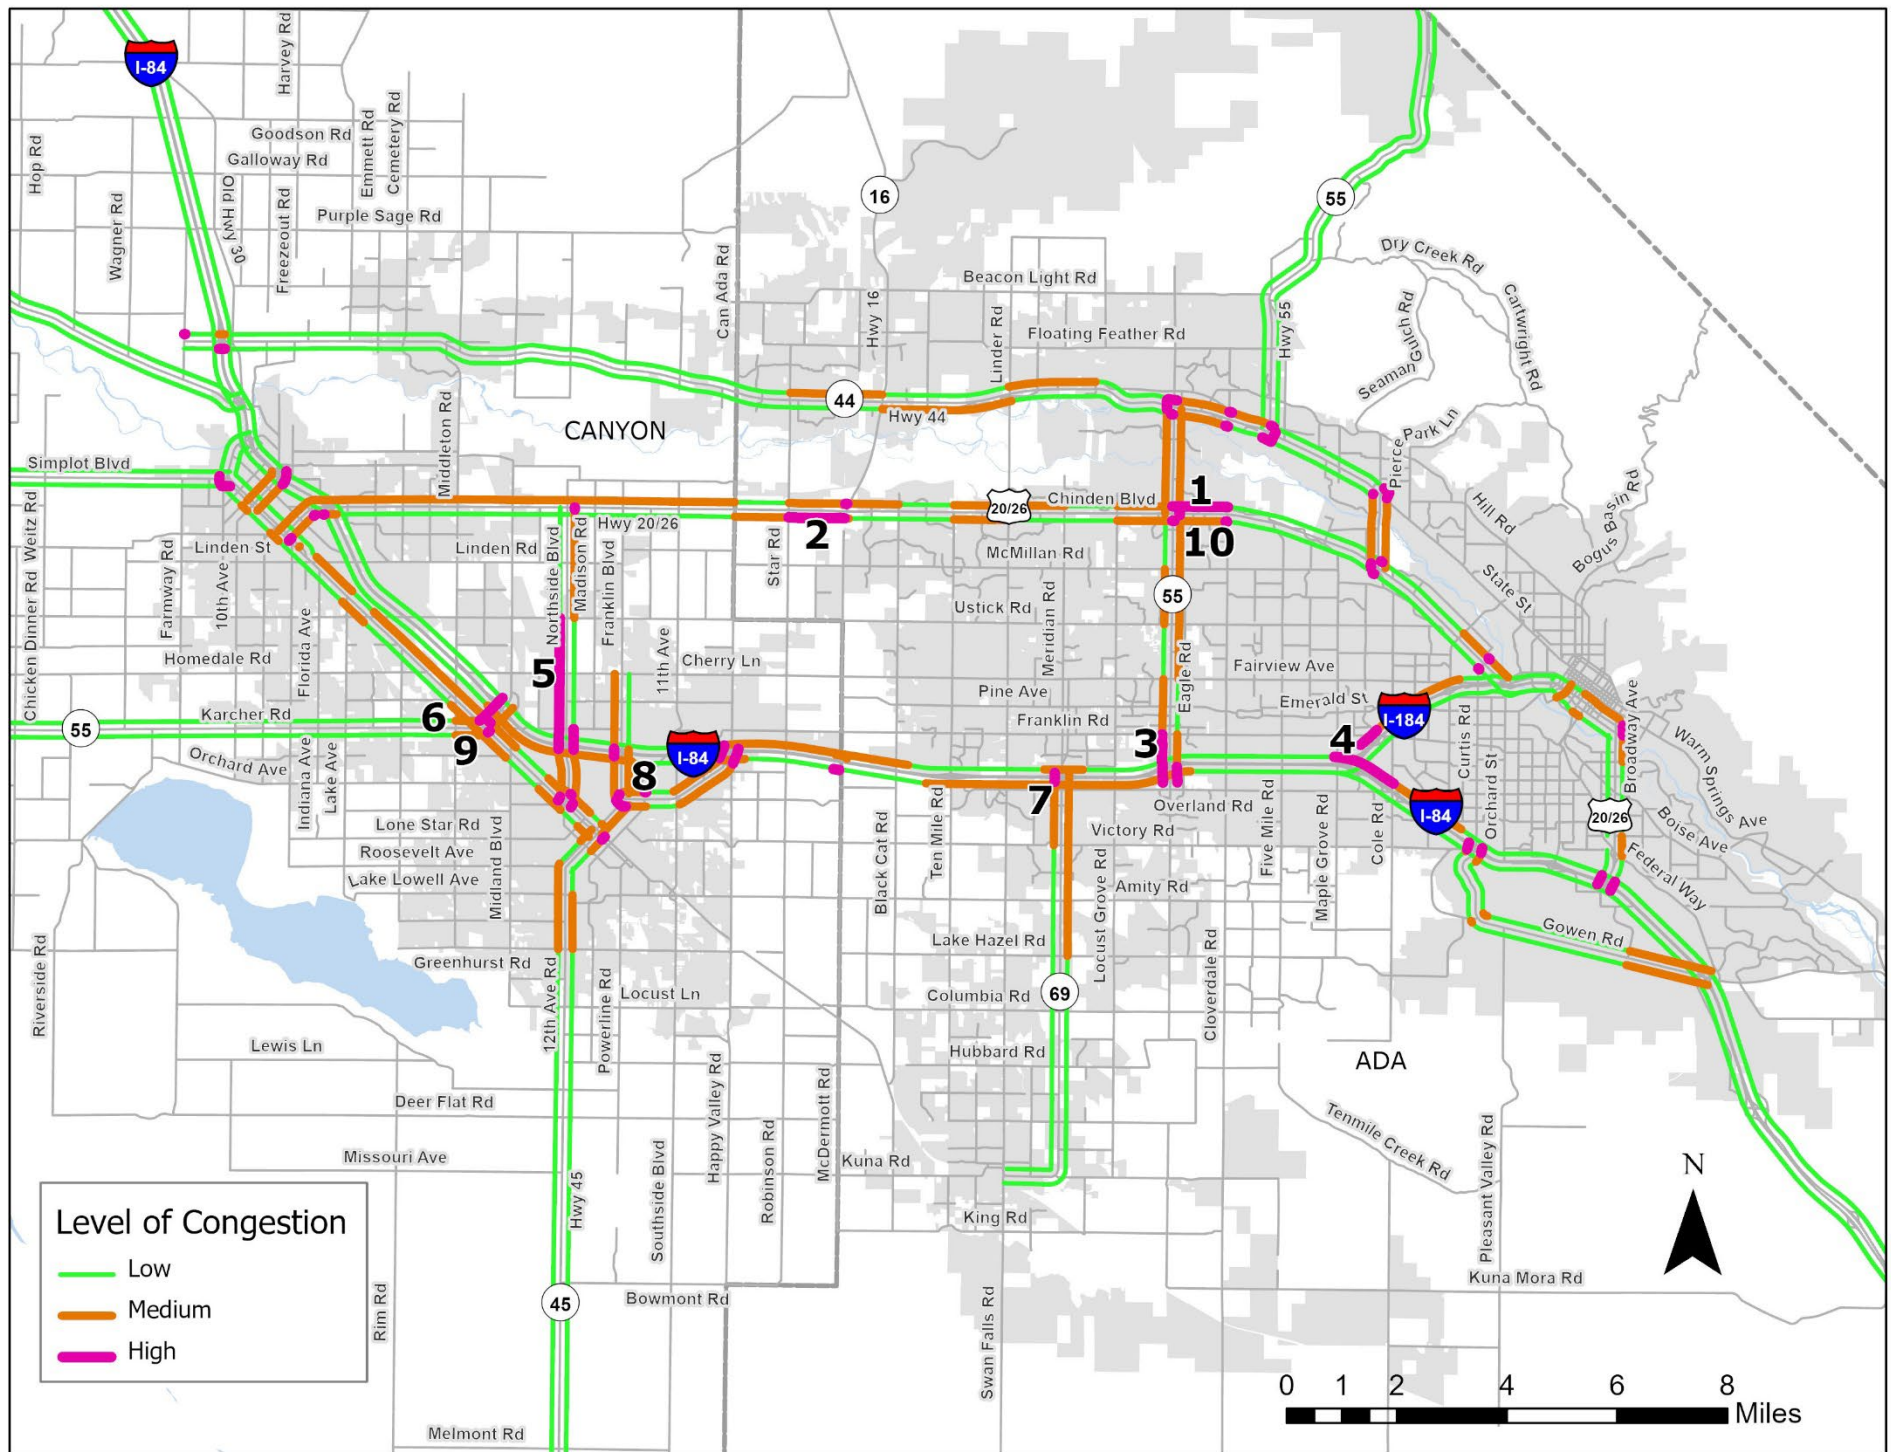 I-84
Harvey Rd
Hop Rd
Goodson Rd
Galloway Rd
Emmett Rd
Cemetery Rd
Old Hwy 30
Freezeout Rd
Wagner Rd
Purple Sage Rd
Can Ada Rd
16
55
Hwy 16
Beacon Light Rd
Linder Rd
Floating Feather Rd
Hwy 55
Dry Creek Rd
Cartwright Rd
Seaman Gulch Rd
44
Hwy 44
CANYON
Middleton Rd
Simplot Blvd
Pierce Park Ln
Hill Rd
Bogus Basin Rd
Weitz Rd
Chicken Dinner Rd
1
Chinden Blvd
20/26
Hwy 20/26
2
10
Star Rd
McMillan Rd
Linden St
Linden Rd
Farmway Rd
10th Ave
Northside Blvd
Madison Rd
Franklin Blvd
State St
55
Ustick Rd
Meridian Rd
Florida Ave
Homedale Rd
5
11th Ave
Cherry Ln
Eagle Rd
Fairview Ave
Pine Ave
Emerald St
Karcher Rd
6
55
9
Franklin Rd
I-184
Curtis Rd
Broadway Ave
Warm Springs Ave
Orchard Ave
Indiana Ave
Lake Ave
I-84
8
3
4
Orchard St
7
Overland Rd
I-84
20/26
Boise Ave
Lone Star Rd
Roosevelt Ave
Lake Lowell Ave
Midland Blvd
Black Cat Rd
Ten Mile Rd
Victory Rd
Locust Grove Rd
Amity Rd
Five Mile Rd
Maple Grove Rd
Cole Rd
Federal Way
Gowen Rd
Riverside Rd
Greenhurst Rd
12th Ave Rd
Powerline Rd
Locust Ln
Lake Hazel Rd
Columbia Rd
69
Cloverdale Rd
Lewis Ln
Hubbard Rd
ADA
Deer Flat Rd
Happy Valley Rd
McDermott Rd
Missouri Ave
Southside Blvd
Robinson Rd
Kuna Rd
Tenmile Creek Rd
Pleasant Valley Rd
N
King Rd
Hwy 45
Level of Congestion
Low
Medium
High
Rim Rd
45
Bowmont Rd
Swan Falls Rd
Kuna Mora Rd
Melmont Rd
0 1 2 4 6 8
Miles